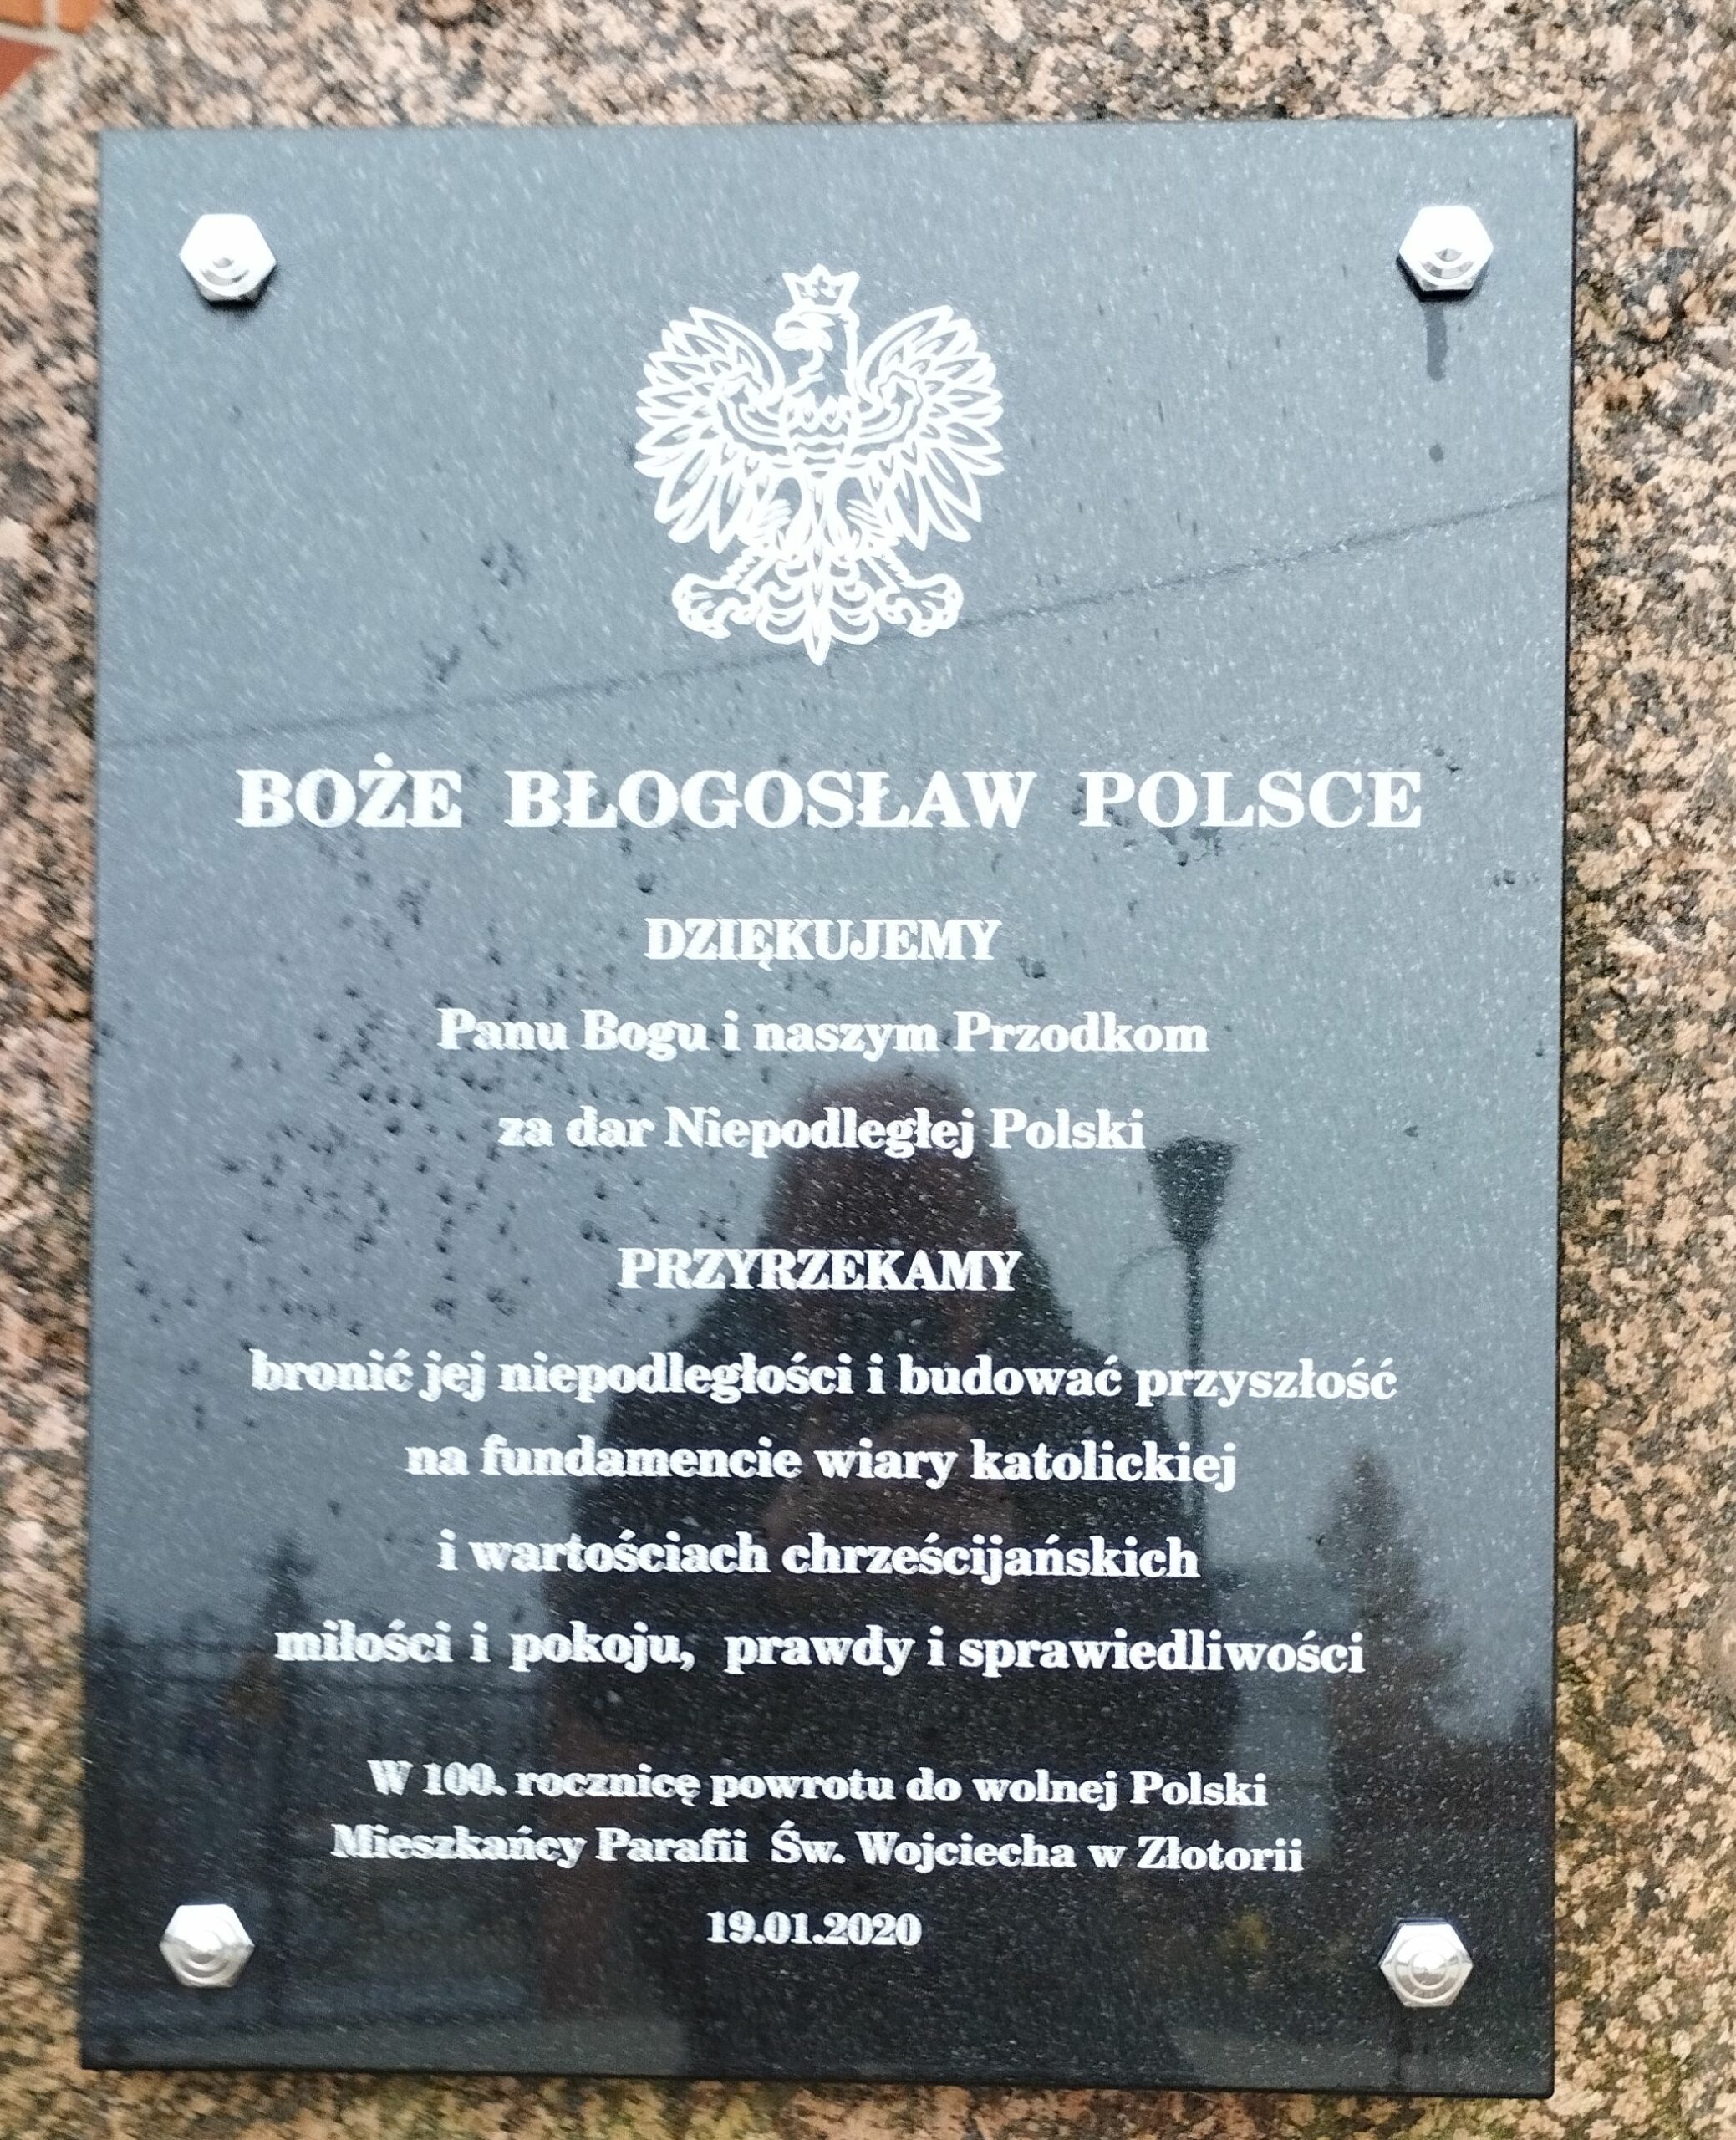 BOŻE BŁOGOSŁAW POLSCE
DZIĘKUJEMY
Panu Bogu i naszym Przodkom
za dar Niepodległej Polski
PRZYRZEKAMY
bronić jej niepodległości i budować przyszłość
na fundamencie wiary katolickiej
i wartościach chrześcijańskich
miłości i pokoju, prawdy i sprawiedliwości
W 100. rocznicę powrotu do wolnej Polski
Mieszkańcy Parafii Św. Wojciecha w Złotorii
19.01.2020